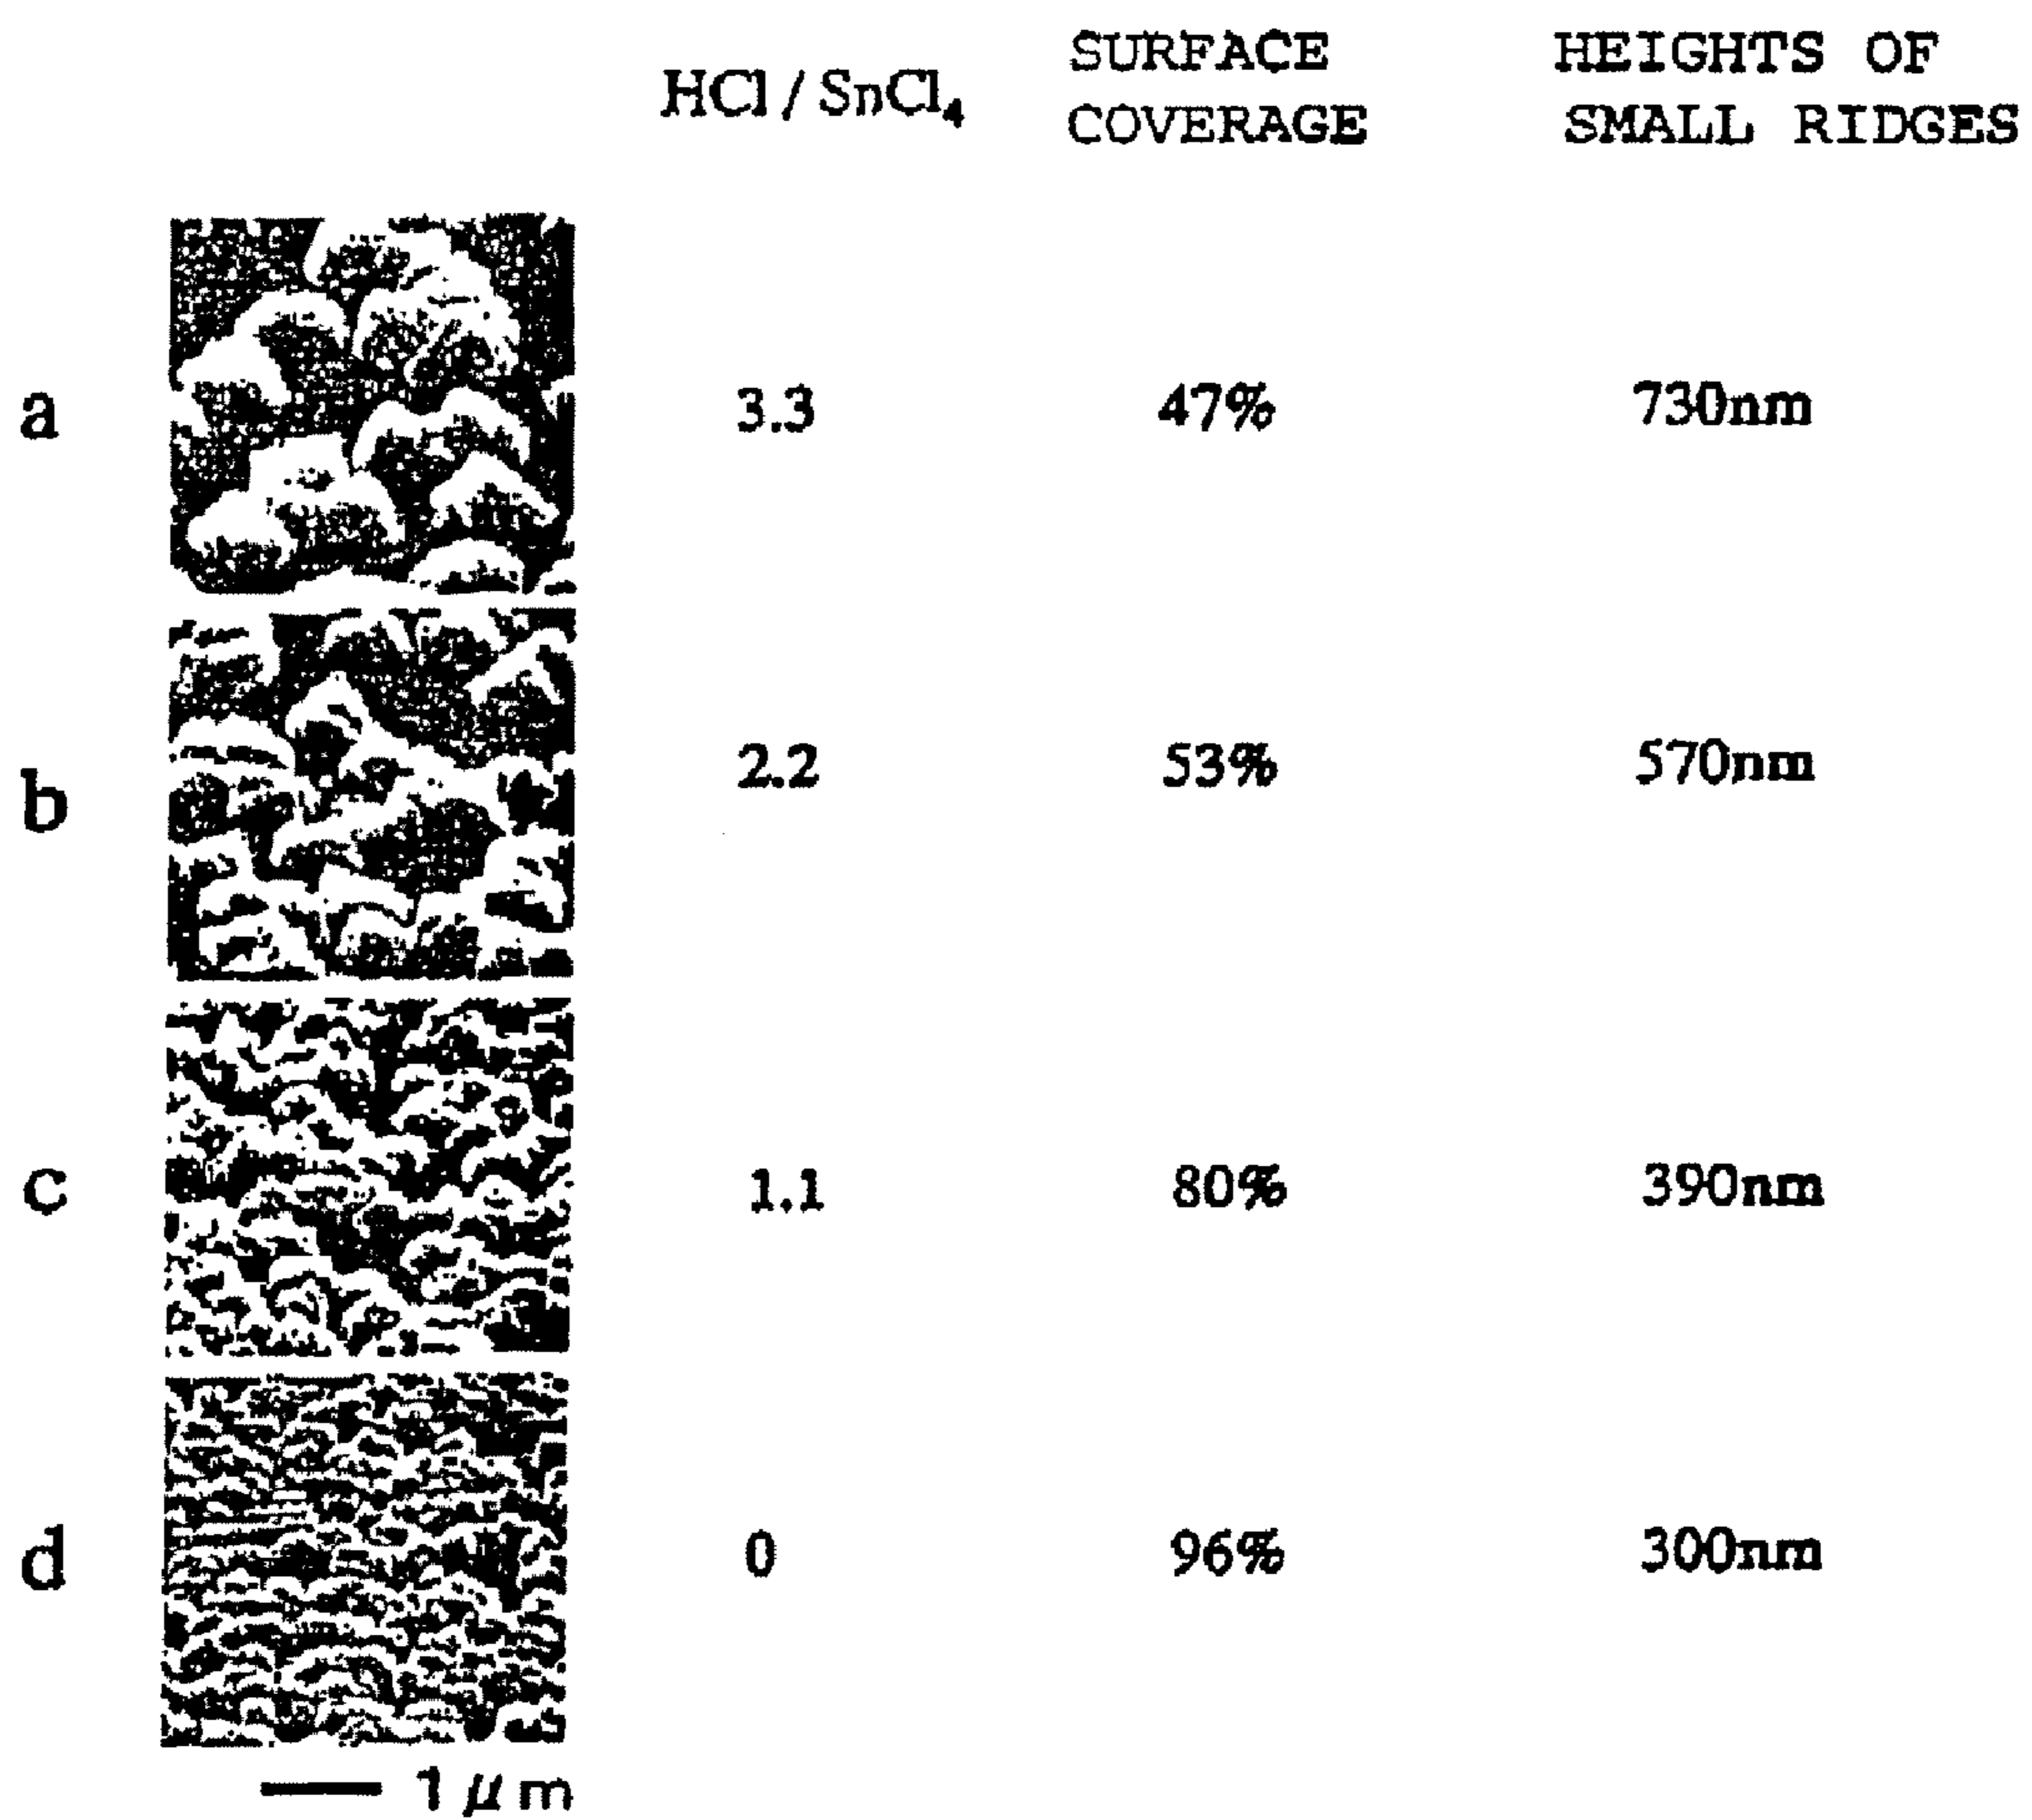 HCl / SnCl₄ SURFACE COVERAGE HEIGHTS OF SMALL RIDGES
a 3.3 47% 730nm
b 2.2 53% 570nm
c 1.1 80% 390nm
d 0 96% 300nm
1 μm